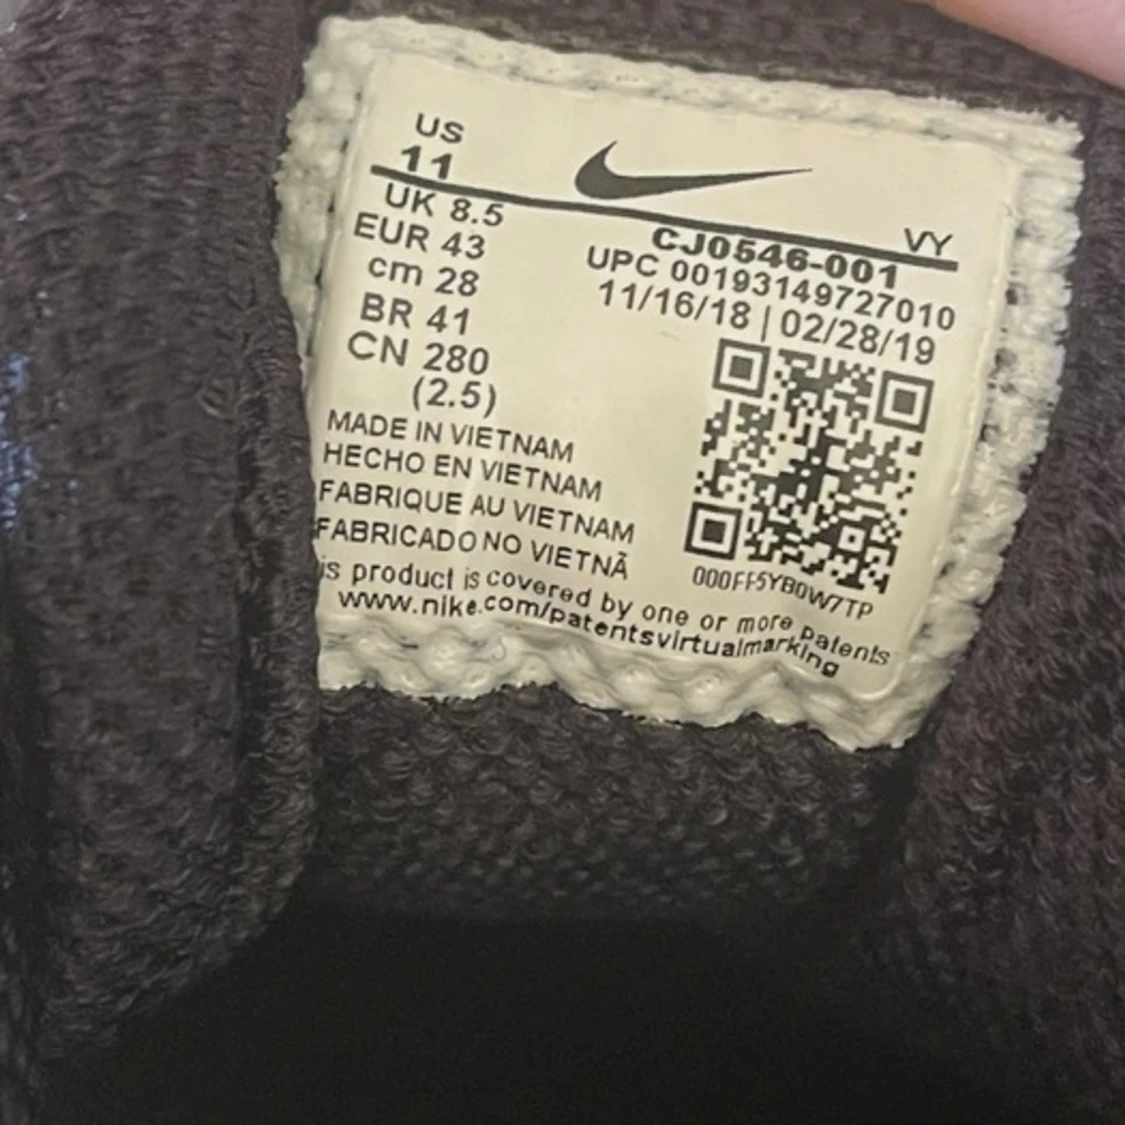 US
11
UK 8.5
EUR 43
cm 28
BR 41
CN 280
(2.5)
VY
CJ0546-001
UPC 00193149727010
11/16/18 | 02/28/19
000FF5YB0W7TP
MADE IN VIETNAM
HECHO EN VIETNAM
FABRIQUE AU VIETNAM
FABRICADO NO VIETNÃ
is product is covered by one or more patents
www.nike.com/patentsvirtualmarking